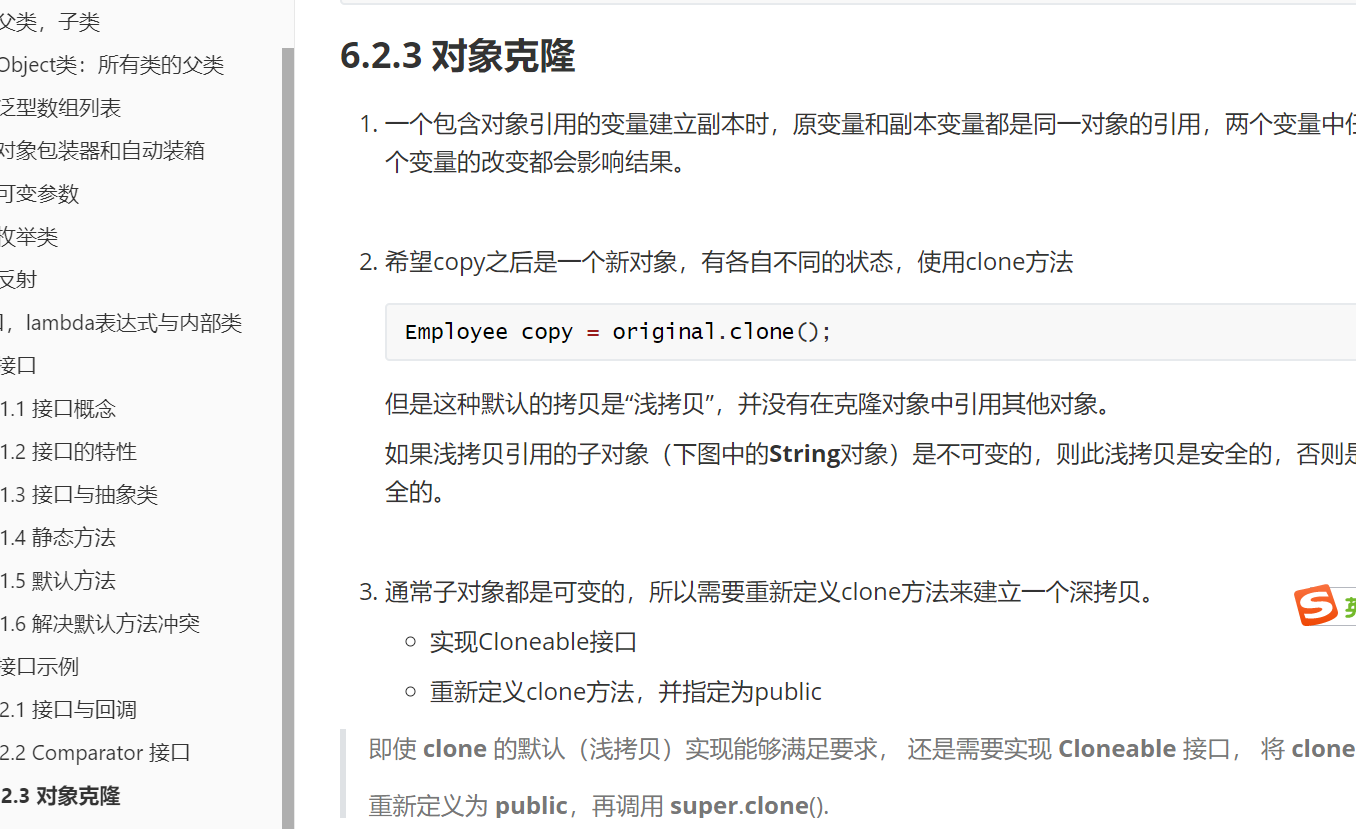 父类，子类
Object类：所有类的父类
泛型数组列表
对象包装器和自动装箱
可变参数
枚举类
反射
，lambda表达式与内部类
接口
1.1 接口概念
1.2 接口的特性
1.3 接口与抽象类
1.4 静态方法
1.5 默认方法
1.6 解决默认方法冲突
接口示例
2.1 接口与回调
2.2 Comparator 接口
2.3 对象克隆
6.2.3 对象克隆
1. 一个包含对象引用的变量建立副本时，原变量和副本变量都是同一对象的引用，两个变量中任
个变量的改变都会影响结果。
2. 希望copy之后是一个新对象，有各自不同的状态，使用clone方法
Employee copy = original.clone();
但是这种默认的拷贝是“浅拷贝”，并没有在克隆对象中引用其他对象。
如果浅拷贝引用的子对象（下图中的String对象）是不可变的，则此浅拷贝是安全的，否则是
全的。
3. 通常子对象都是可变的，所以需要重新定义clone方法来建立一个深拷贝。
实现Cloneable接口
重新定义clone方法，并指定为public
即使 clone 的默认（浅拷贝）实现能够满足要求， 还是需要实现 Cloneable 接口， 将 clone
重新定义为 public，再调用 super.clone().
英